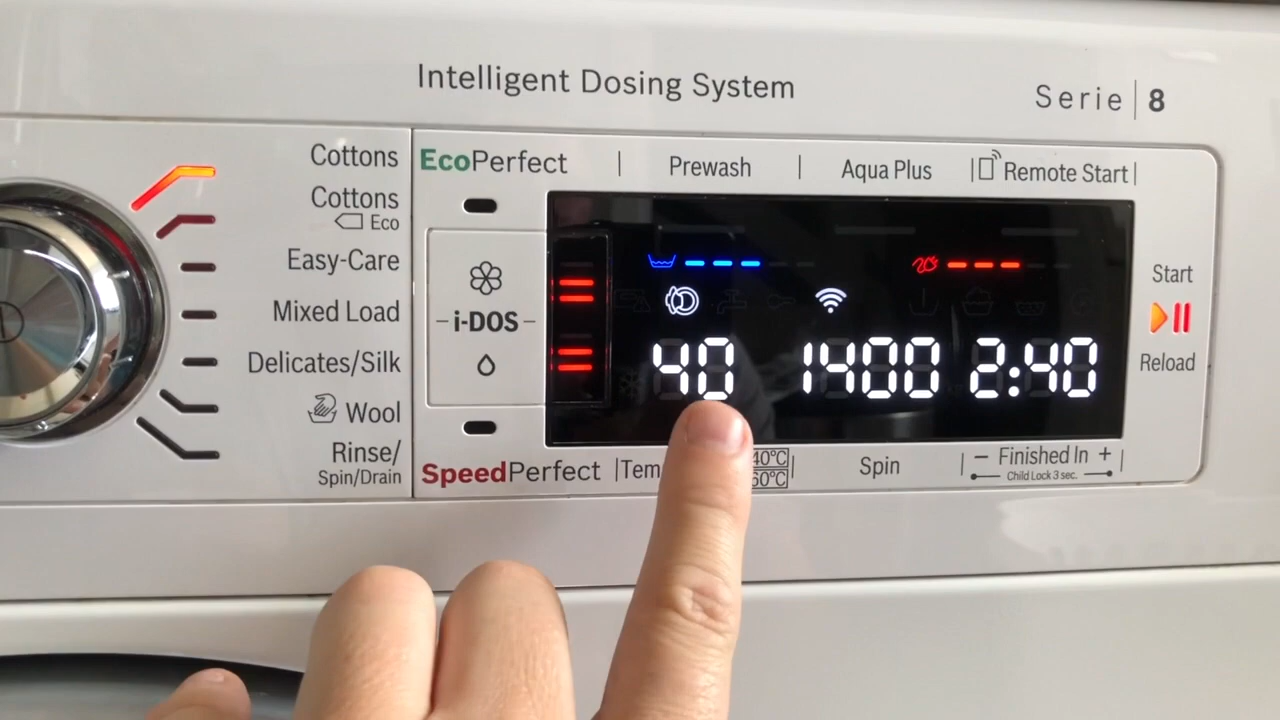 Intelligent Dosing System
Serie | 8
Cottons
Cottons
Eco
Easy-Care
Mixed Load
Delicates/Silk
Wool
Rinse/
Spin/Drain
EcoPerfect | Prewash | Aqua Plus | Remote Start |
i-DOS
40 1400 2:40
Start
Reload
SpeedPerfect
40°C
60°C
Spin
− Finished In +
Child Lock 3 sec.